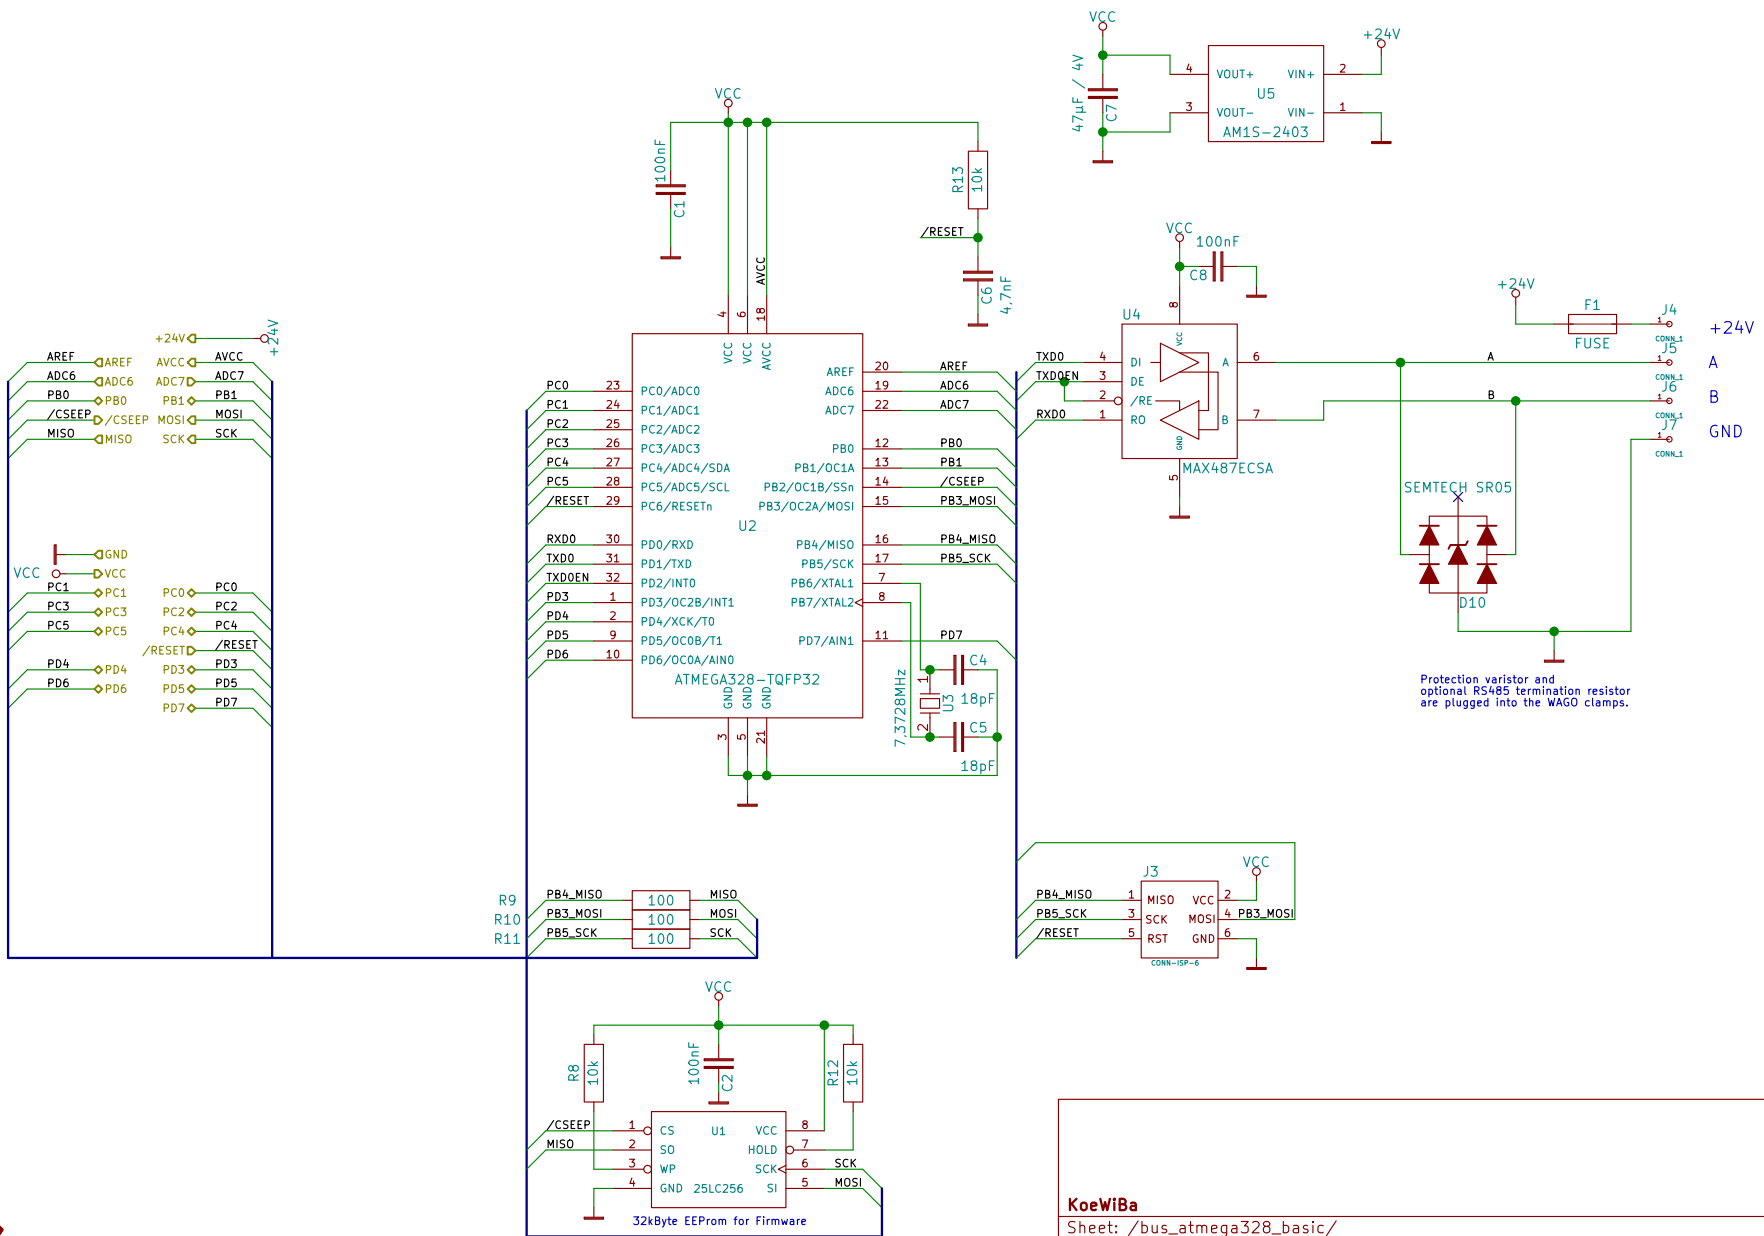 VCC
+24V
47µF / 4V
C7
4 VOUT+ VIN+ 2
U5
3 VOUT- VIN- 1
AM1S-2403
VCC
100nF
C1
R13
10k
/RESET
C6
4,7nF
AVCC
4 6 18
VCC VCC AVCC
VCC
100nF
C8
8
U4
VCC
TXD0 4 DI A 6 A
TXD0EN 3 DE
2 /RE B
RXD0 1 RO B 7
GND
MAX487ECSA
5
+24V
F1
FUSE
J4
1
CONN_1
+24V
J5
1
CONN_1
A
J6
1
CONN_1
B
J7
1
CONN_1
GND
SEMTECH SR05
D10
Protection varistor and
optional RS485 termination resistor
are plugged into the WAGO clamps.
+24V +24V
AREF AREF AVCC AVCC
ADC6 ADC6 ADC7 ADC7
PB0 PB0 PB1 PB1
/CSEEP /CSEEP MOSI MOSI
MISO MISO SCK SCK
GND
VCC VCC
PC1 PC1 PC0 PC0
PC3 PC3 PC2 PC2
PC5 PC5 PC4 PC4
/RESET /RESET
PD4 PD4 PD3 PD3
PD6 PD6 PD5 PD5
PD7 PD7
PC0 23 PC0/ADC0
PC1 24 PC1/ADC1
PC2 25 PC2/ADC2
PC3 26 PC3/ADC3
PC4 27 PC4/ADC4/SDA
PC5 28 PC5/ADC5/SCL
/RESET 29 PC6/RESETn
RXD0 30 PD0/RXD
TXD0 31 PD1/TXD
TXD0EN 32 PD2/INT0
PD3 1 PD3/OC2B/INT1
PD4 2 PD4/XCK/T0
PD5 9 PD5/OC0B/T1
PD6 10 PD6/OC0A/AIN0
U2
ATMEGA328-TQFP32
AREF 20 AREF
ADC6 19 ADC6
ADC7 22 ADC7
PB0 12 PB0
PB1/OC1A 13 PB1
PB2/OC1B/SSn 14 /CSEEP
PB3/OC2A/MOSI 15 PB3_MOSI
PB4/MISO 16 PB4_MISO
PB5/SCK 17 PB5_SCK
PB6/XTAL1 7
PB7/XTAL2 8
PD7/AIN1 11 PD7
GND GND GND
3 5 21
7,3728MHz
1
2
U3
C4
18pF
C5
18pF
R9 PB4_MISO 100 MISO
R10 PB3_MOSI 100 MOSI
R11 PB5_SCK 100 SCK
J3
VCC
PB4_MISO 1 MISO VCC 2
PB5_SCK 3 SCK MOSI 4 PB3_MOSI
/RESET 5 RST GND 6
CONN-ISP-6
VCC
R8
10k
100nF
C2
R12
10k
U1
/CSEEP 1 CS VCC 8
MISO 2 SO HOLD 7
3 WP SCK 6 SCK
4 GND 25LC256 SI 5 MOSI
32kByte EEProm for Firmware
KoeWiBa
Sheet: /bus_atmega328_basic/